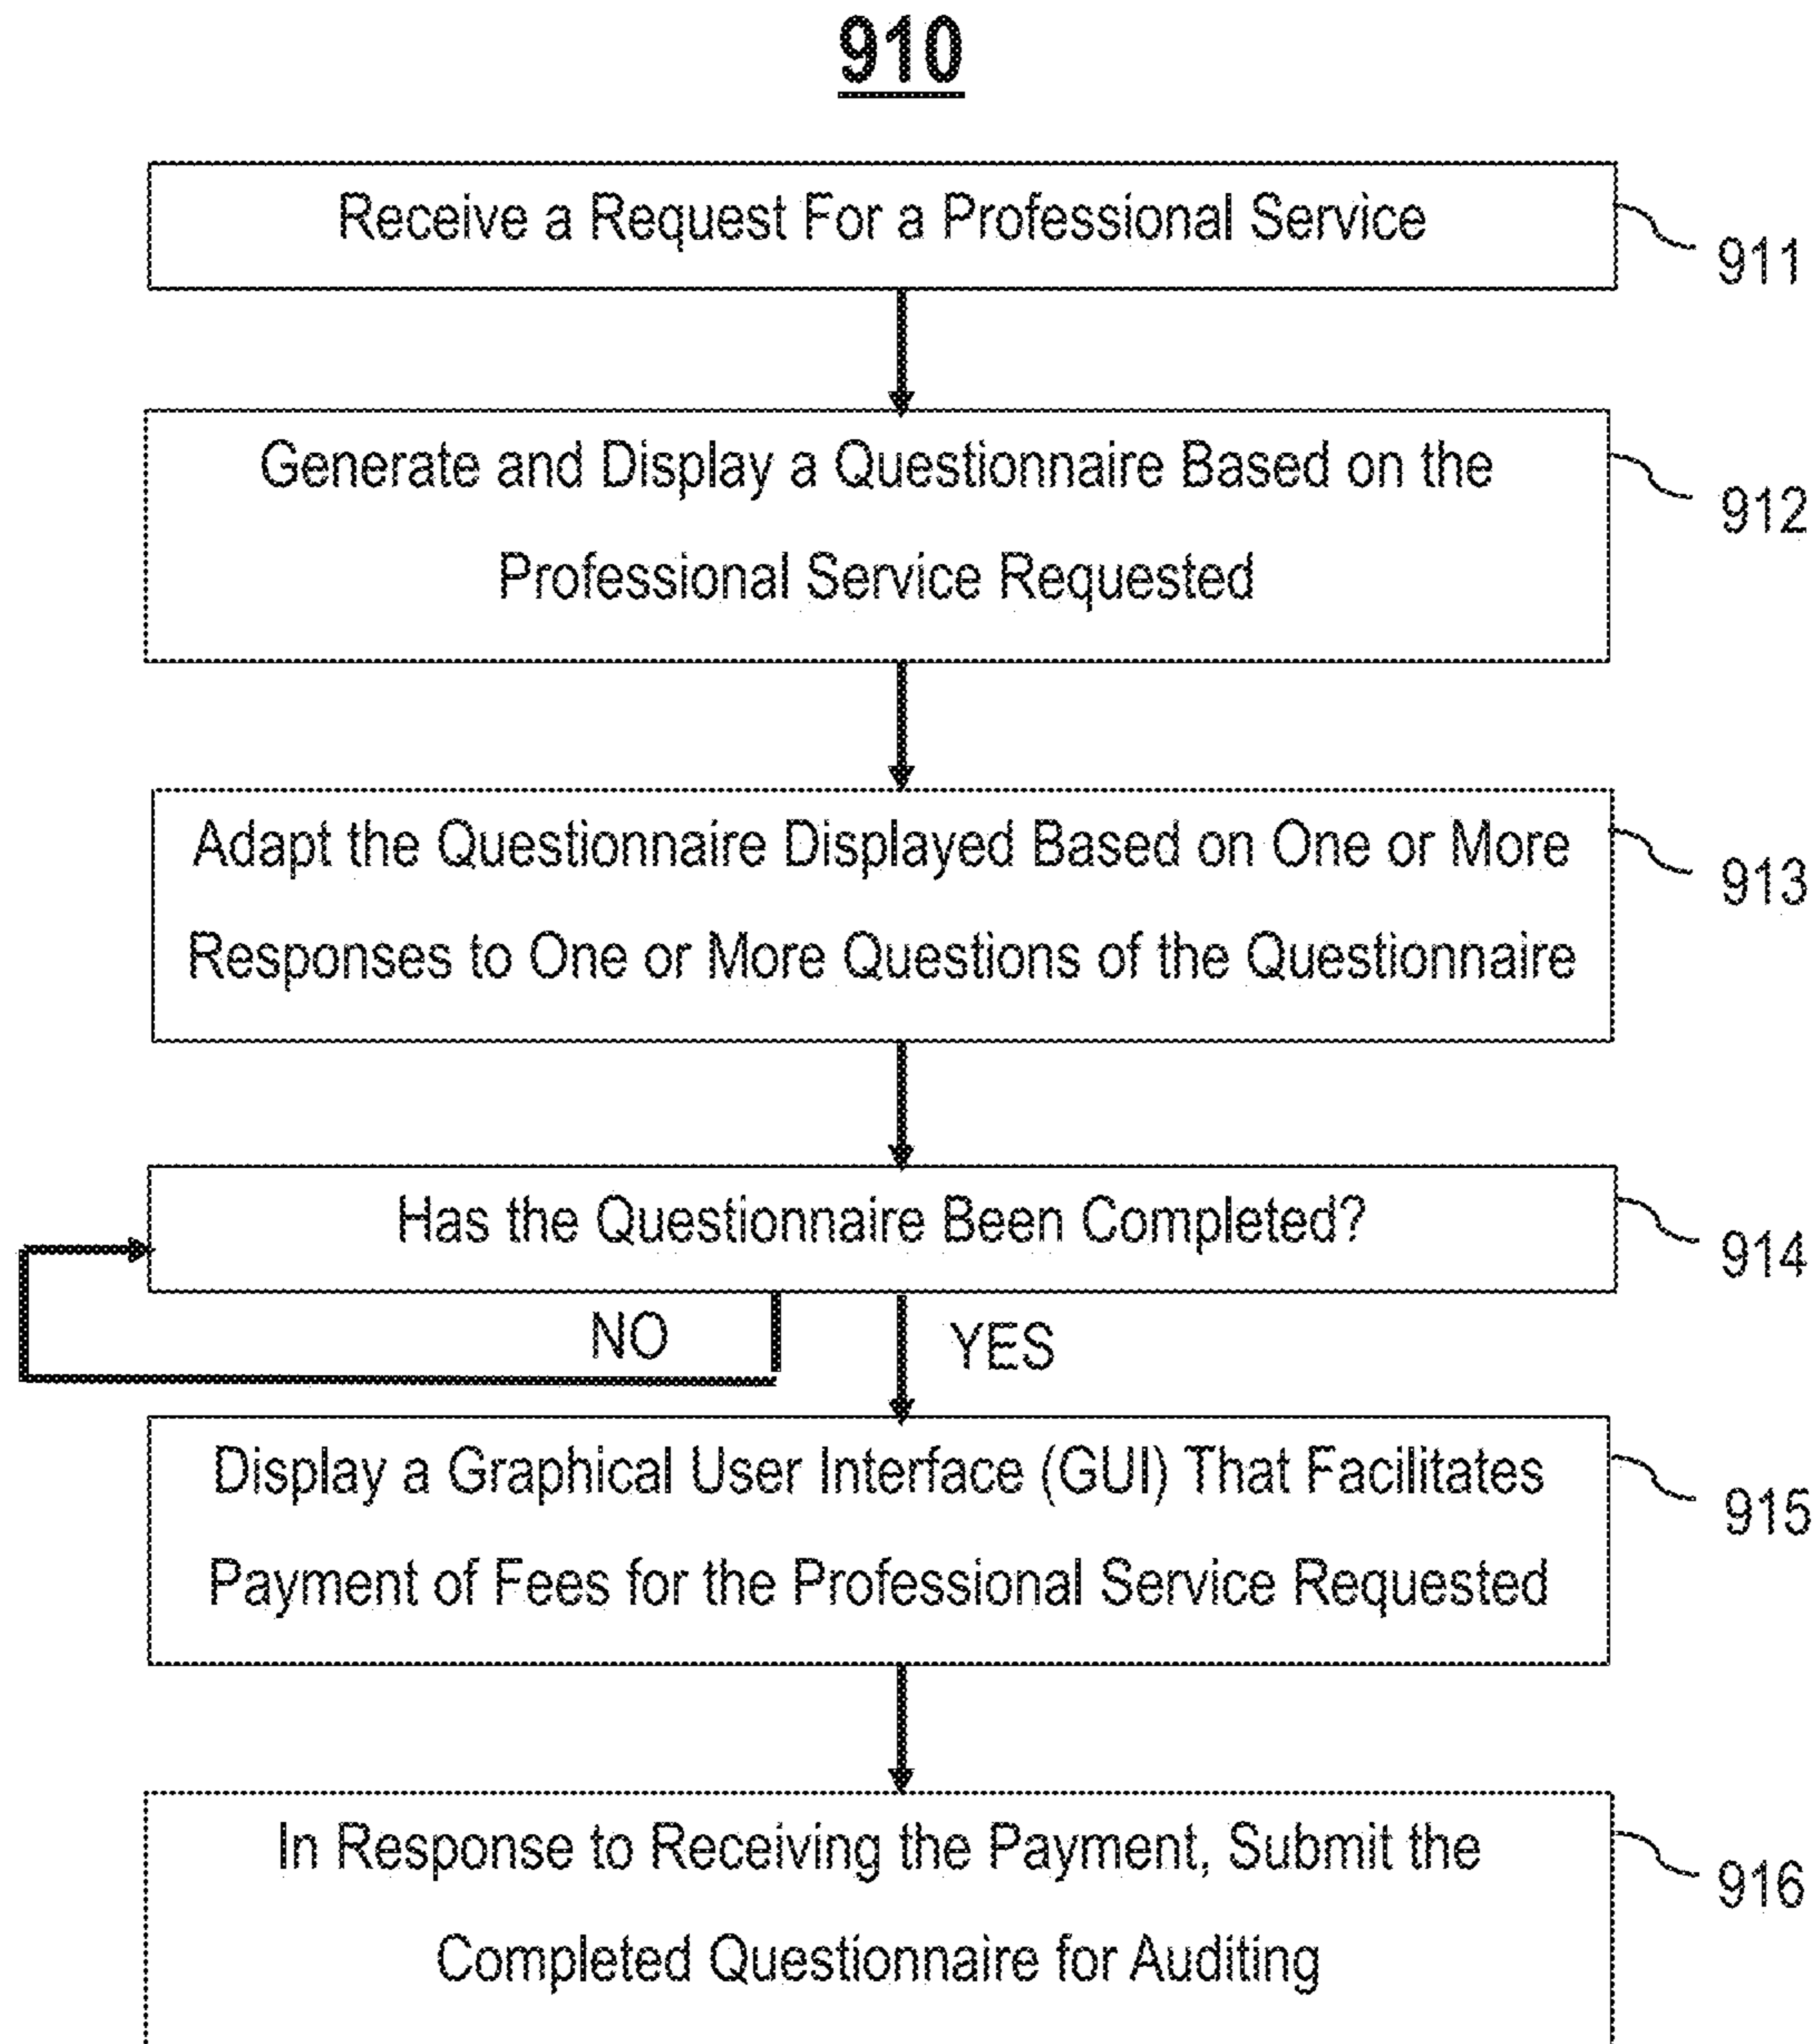 910
Receive a Request For a Professional Service
911
Generate and Display a Questionnaire Based on the
Professional Service Requested
912
Adapt the Questionnaire Displayed Based on One or More
Responses to One or More Questions of the Questionnaire
913
Has the Questionnaire Been Completed?
914
NO
YES
Display a Graphical User Interface (GUI) That Facilitates
Payment of Fees for the Professional Service Requested
915
In Response to Receiving the Payment, Submit the
Completed Questionnaire for Auditing
916